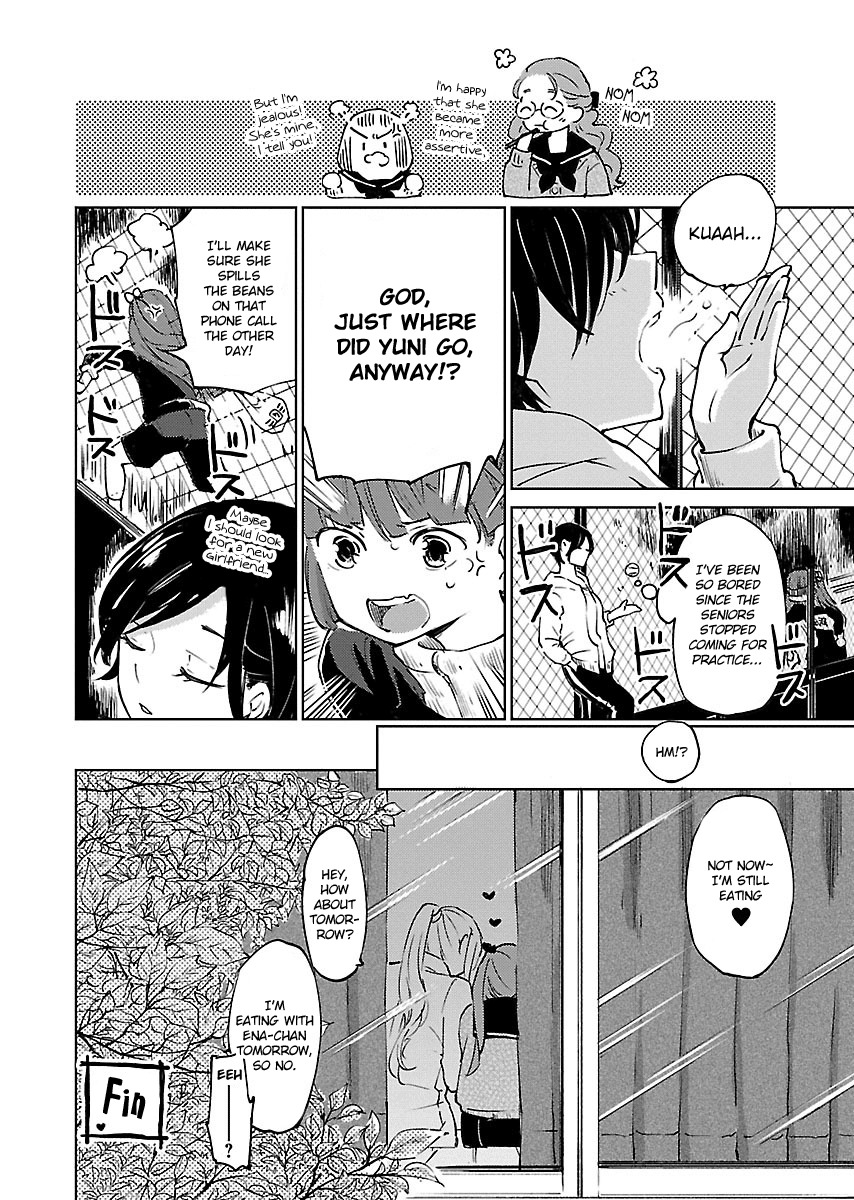 NOM
NOM
I'm happy
that she
became
more
assertive.
But I'm
jealous!
She's mine,
I tell you!
KUAAH...
I'VE BEEN
SO BORED
SINCE THE
SENIORS
STOPPED
COMING FOR
PRACTICE...
ドス
ドス
GOD,
JUST WHERE
DID YUNI GO,
ANYWAY!?
I'LL MAKE
SURE SHE
SPILLS
THE BEANS
ON THAT
PHONE CALL
THE OTHER
DAY!
ドス
ドス
ドス
Maybe
I should look
for a new
girlfriend...
HM!?
NOT NOW~
I'M STILL
EATING
♥
HEY,
HOW
ABOUT
TOMOR-
ROW?
I'M
EATING WITH
ENA-CHAN
TOMORROW,
SO NO.
EEH
—
?
Fin